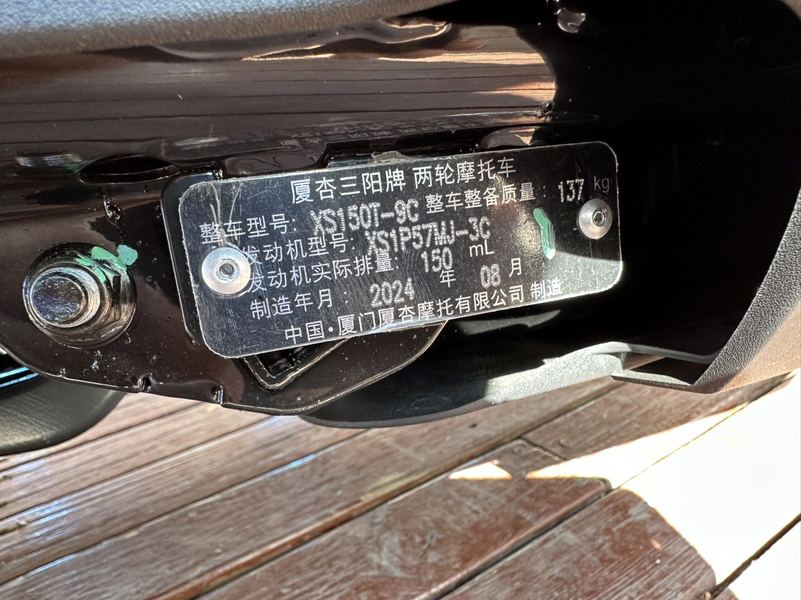 厦杏三阳牌 两轮摩托车
整车型号: XS150T-9C 整车整备质量: 137 kg
发动机型号: XS1P57MJ-3C
发动机实际排量: 150 mL
制造年月: 2024 年 08 月
中国·厦门厦杏摩托有限公司 制造